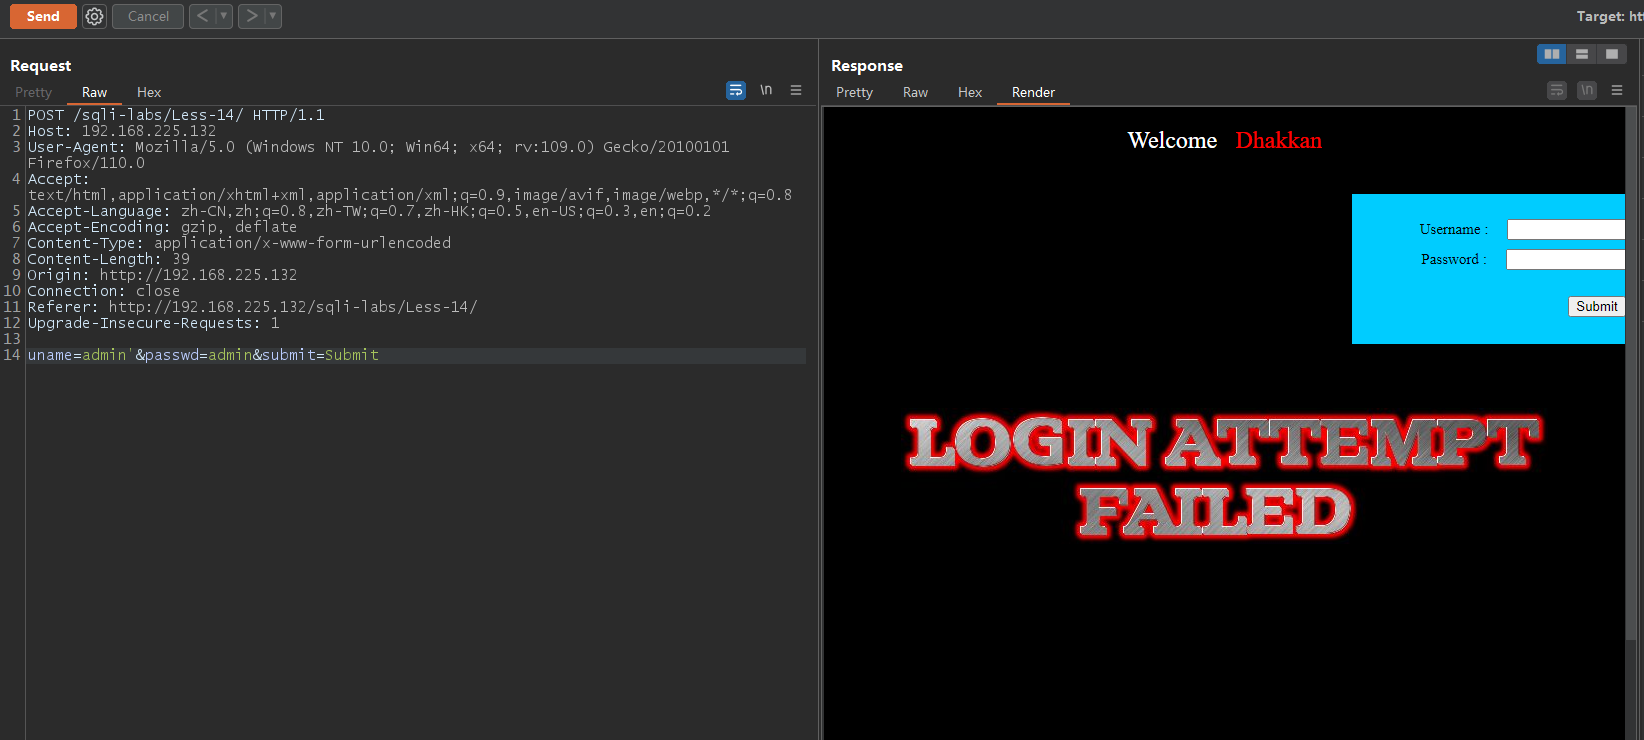 Send Cancel < > Target: ht
Request
Pretty Raw Hex \n
1 POST /sqli-labs/Less-14/ HTTP/1.1
2 Host: 192.168.225.132
3 User-Agent: Mozilla/5.0 (Windows NT 10.0; Win64; x64; rv:109.0) Gecko/20100101
Firefox/110.0
4 Accept:
text/html,application/xhtml+xml,application/xml;q=0.9,image/avif,image/webp,*/*;q=0.8
5 Accept-Language: zh-CN,zh;q=0.8,zh-TW;q=0.7,zh-HK;q=0.5,en-US;q=0.3,en;q=0.2
6 Accept-Encoding: gzip, deflate
7 Content-Type: application/x-www-form-urlencoded
8 Content-Length: 39
9 Origin: http://192.168.225.132
10 Connection: close
11 Referer: http://192.168.225.132/sqli-labs/Less-14/
12 Upgrade-Insecure-Requests: 1
13
14 uname=admin'&passwd=admin&submit=Submit
Response
Pretty Raw Hex Render \n
Welcome Dhakkan
Username :
Password :
Submit
LOGIN ATTEMPT
FAILED